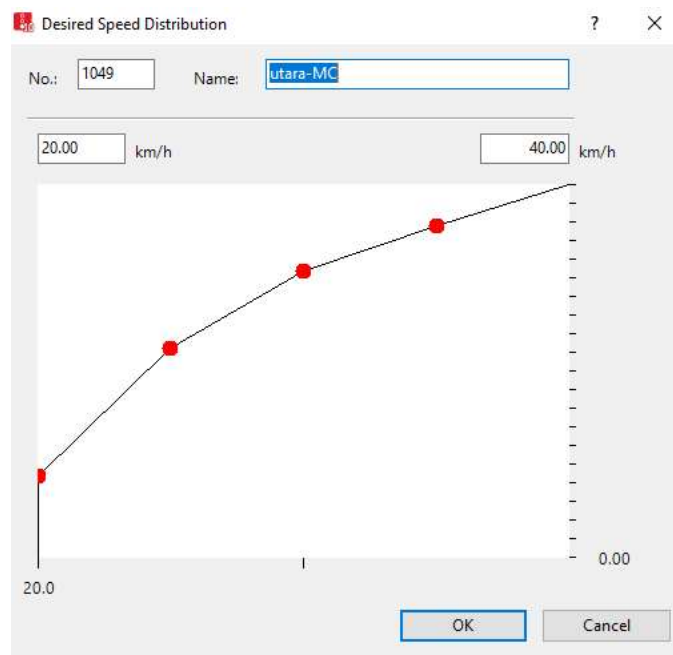 Desired Speed Distribution
No.: 1049 Name: utara-MC
20.00 km/h 40.00 km/h
0.00
20.0
OK Cancel